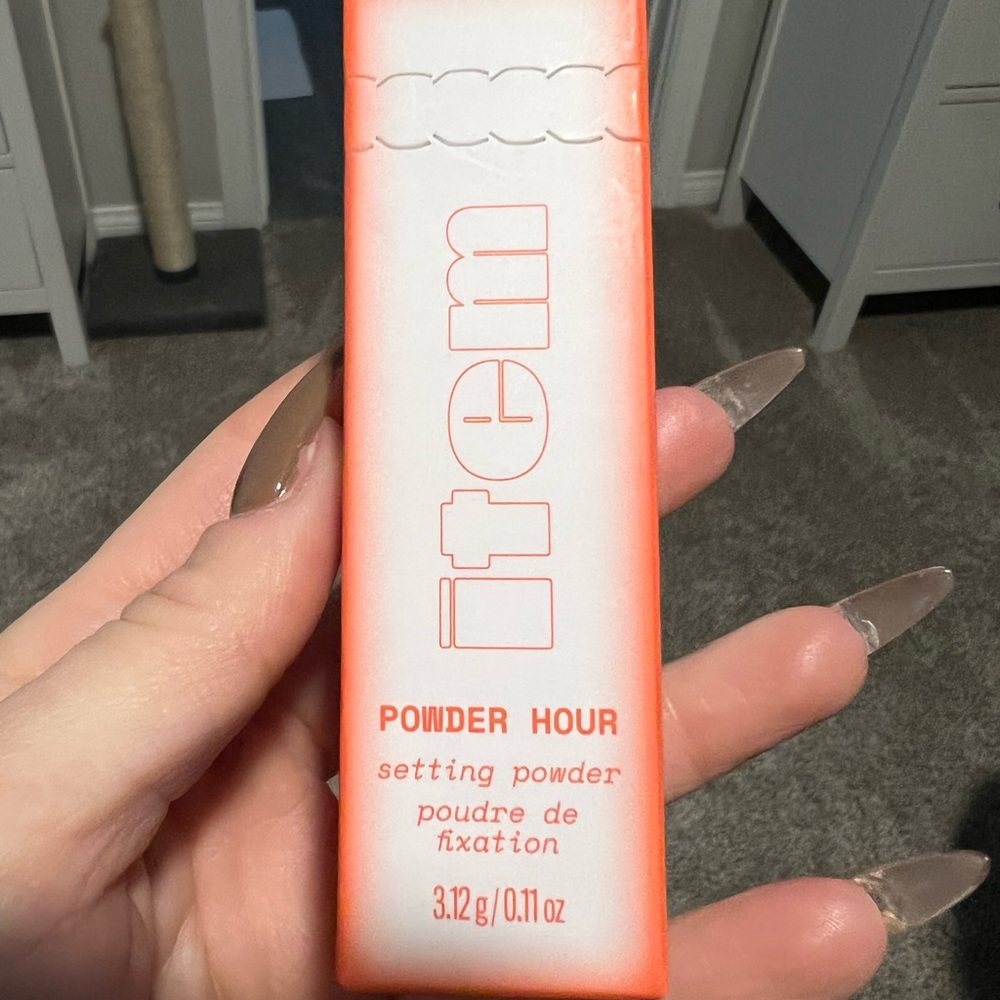 item
POWDER HOUR
setting powder
poudre de
fixation
3.12 g/0.11 oz